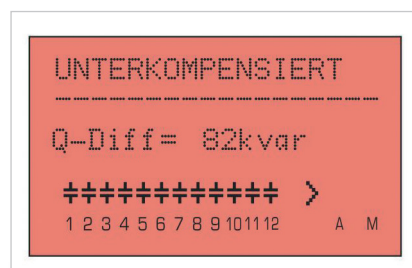 UNTERKOMPENSIERT
Q-Diff= 82kvar
>
1 2 3 4 5 6 7 8 9 10 11 12 A M